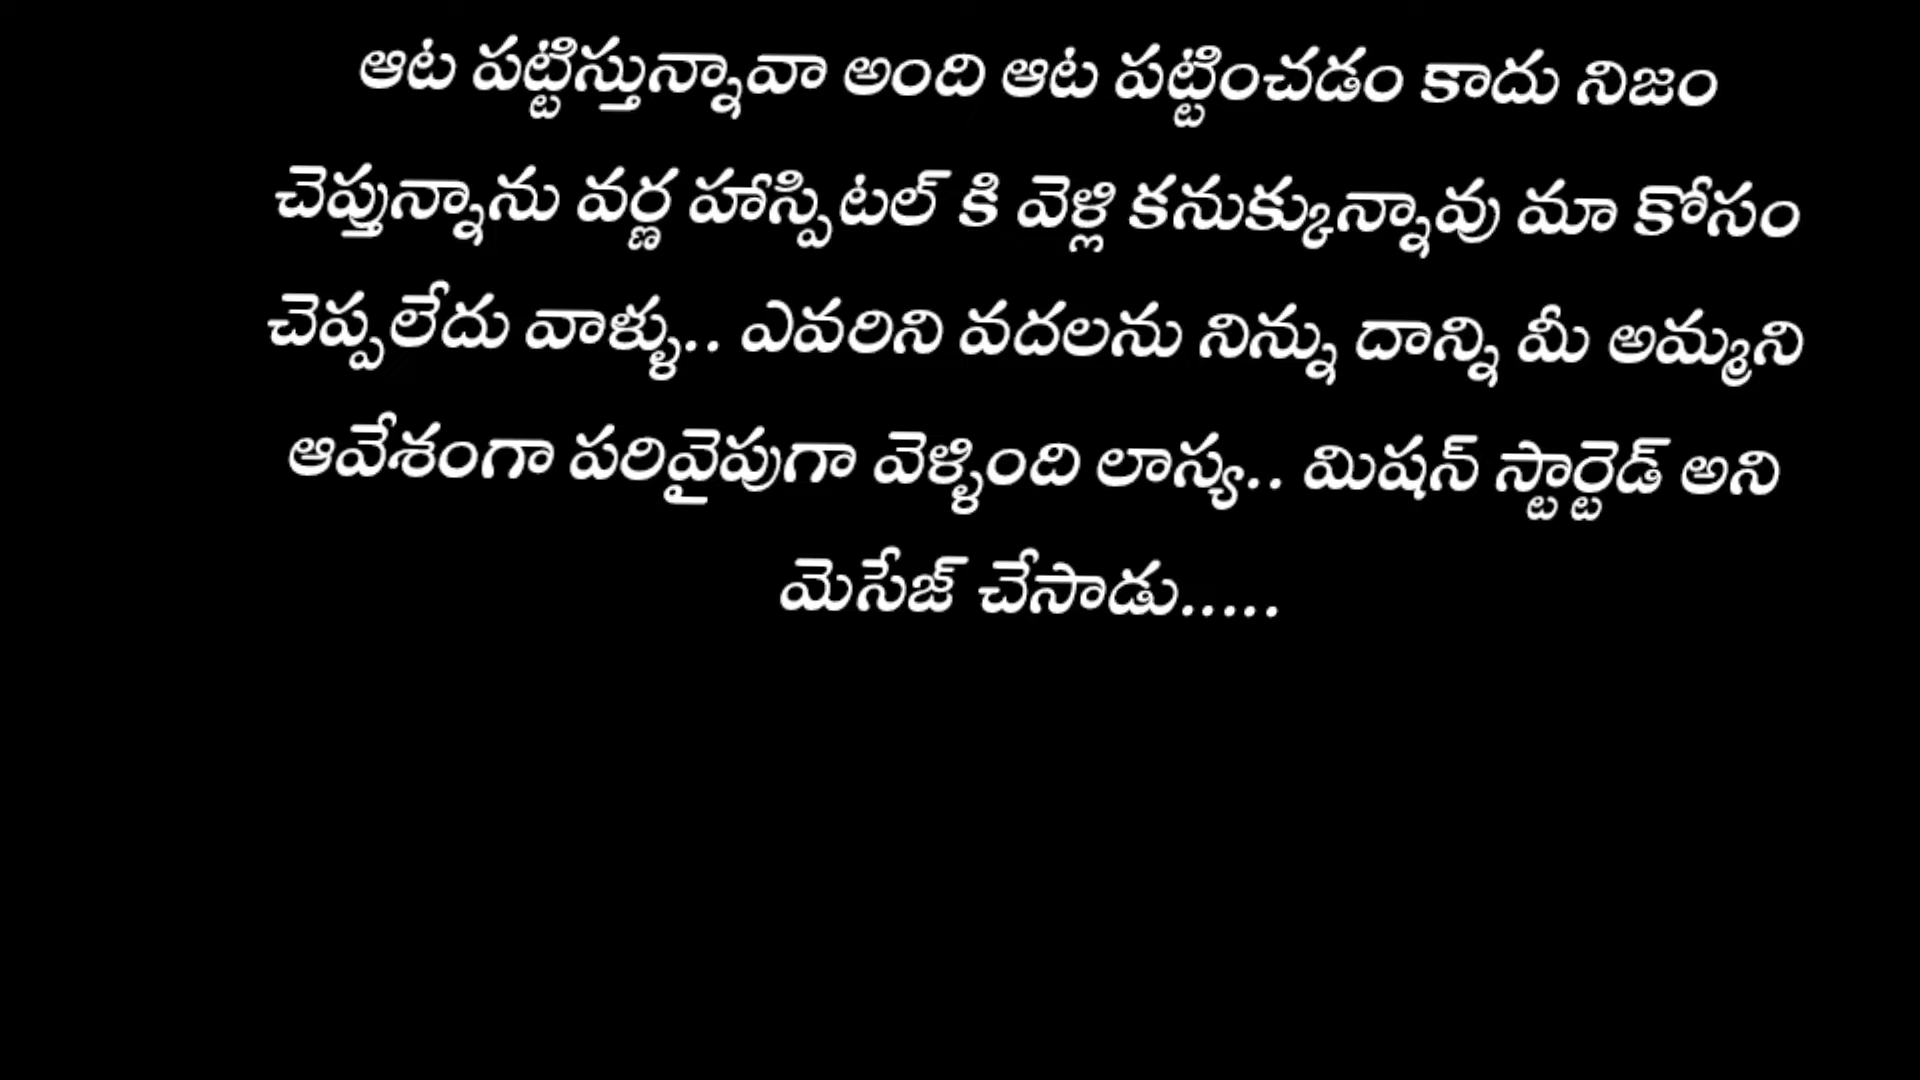 ఆట పట్టిస్తున్నావా అంది ఆట పట్టించడం కాదు నిజం
చెప్తున్నాను వర్ణ హాస్పిటల్ కి వెళ్లి కనుక్కున్నావు మా కోసం
చెప్పలేదు వాళ్ళు.. ఎవరిని వదలను నిన్ను దాన్ని మీ అమ్మని
ఆవేశంగా పరివైపుగా వెళ్ళింది లాస్య.. మిషన్ స్టార్టెడ్ అని
మెసేజ్ చేసాడు.....